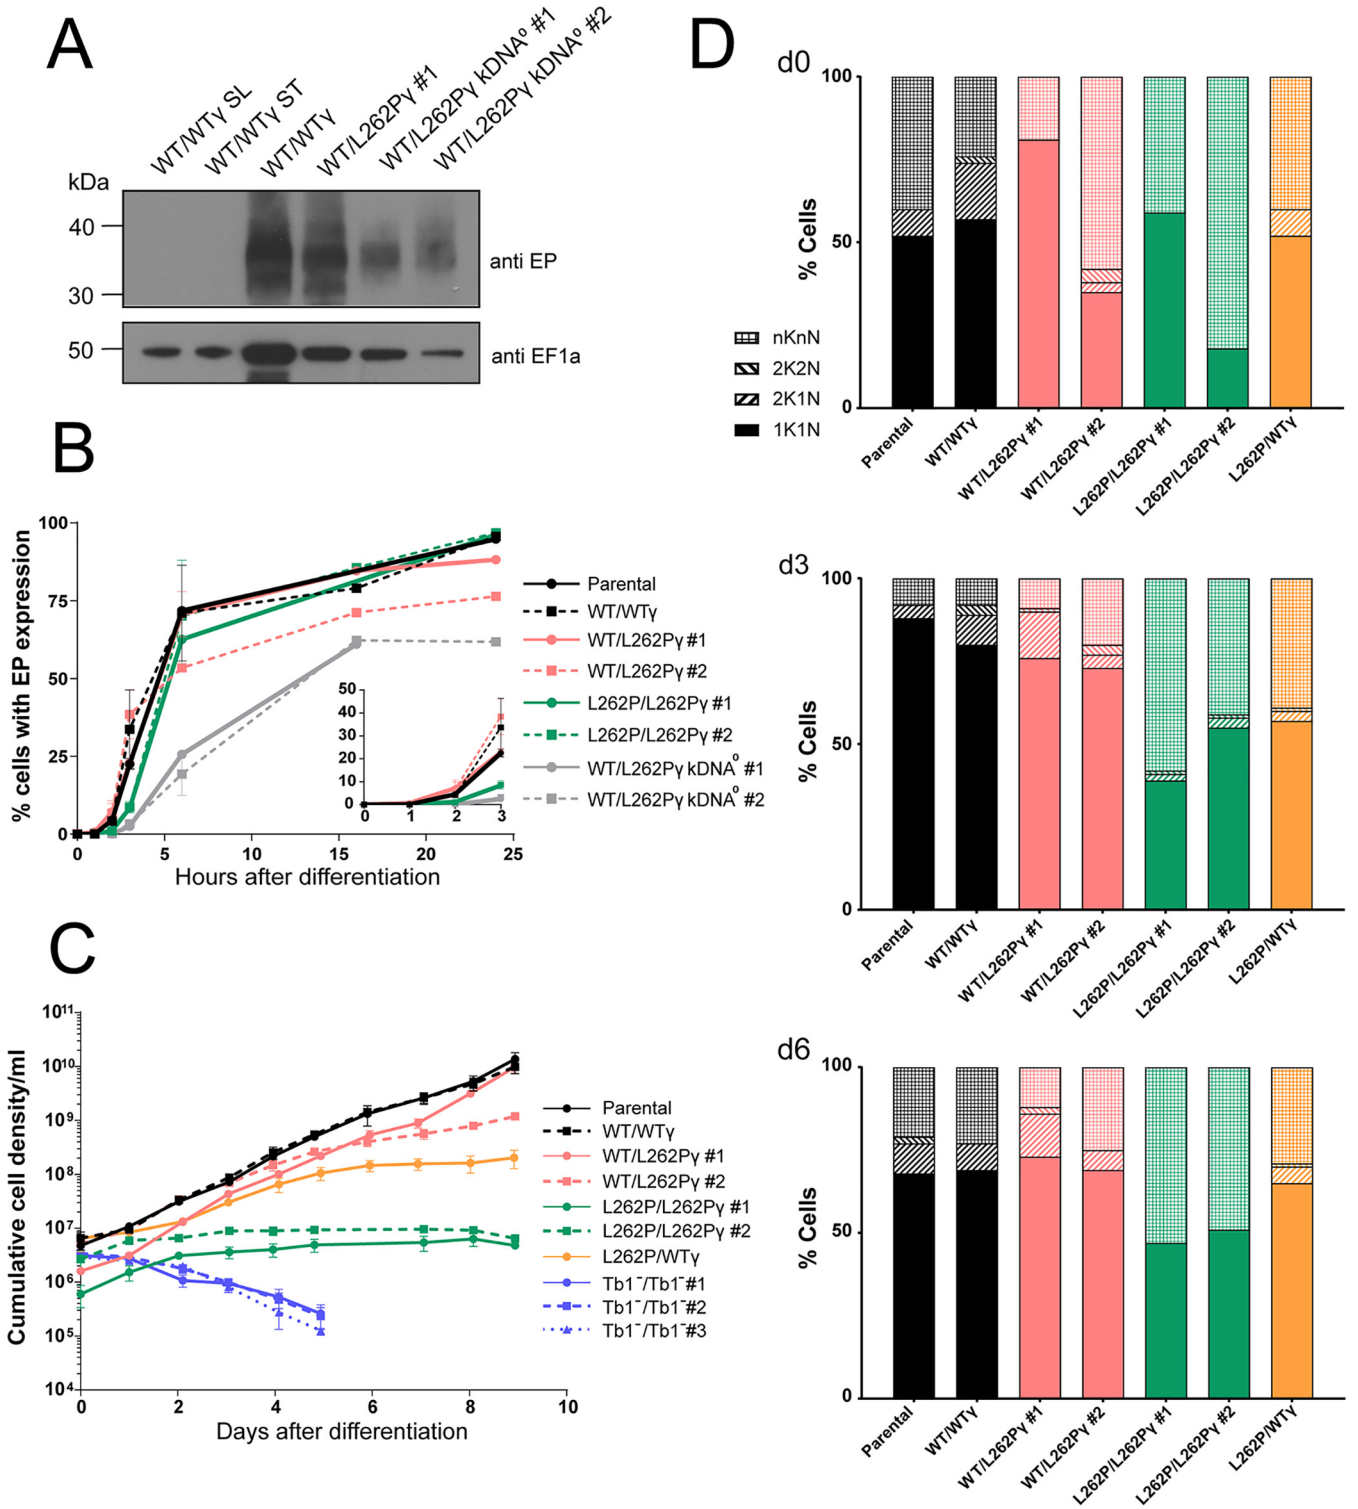 A
WT/WTγ SL
WT/WTγ ST
WT/WTγ
WT/L262Pγ #1
WT/L262Pγ kDNA⁰ #1
WT/L262Pγ kDNA⁰ #2
kDa
40
30
anti EP
50
anti EF1a
B
% cells with EP expression
100
75
50
25
0
0 5 10 15 20 25
Hours after differentiation
50
40
30
20
10
0
0 1 2 3
Parental
WT/WTγ
WT/L262Pγ #1
WT/L262Pγ #2
L262P/L262Pγ #1
L262P/L262Pγ #2
WT/L262Pγ kDNA⁰ #1
WT/L262Pγ kDNA⁰ #2
C
Cumulative cell density/ml
10¹¹
10¹⁰
10⁹
10⁸
10⁷
10⁶
10⁵
10⁴
0 2 4 6 8 10
Days after differentiation
Parental
WT/WTγ
WT/L262Pγ #1
WT/L262Pγ #2
L262P/L262Pγ #1
L262P/L262Pγ #2
L262P/WTγ
Tb1⁻/Tb1⁻#1
Tb1⁻/Tb1⁻#2
Tb1⁻/Tb1⁻#3
D
d0
% Cells
100
50
0
nKnN
2K2N
2K1N
1K1N
Parental
WT/WTγ
WT/L262Pγ #1
WT/L262Pγ #2
L262P/L262Pγ #1
L262P/L262Pγ #2
L262P/WTγ
d3
% Cells
100
50
0
Parental
WT/WTγ
WT/L262Pγ #1
WT/L262Pγ #2
L262P/L262Pγ #1
L262P/L262Pγ #2
L262P/WTγ
d6
% Cells
100
50
0
Parental
WT/WTγ
WT/L262Pγ #1
WT/L262Pγ #2
L262P/L262Pγ #1
L262P/L262Pγ #2
L262P/WTγ